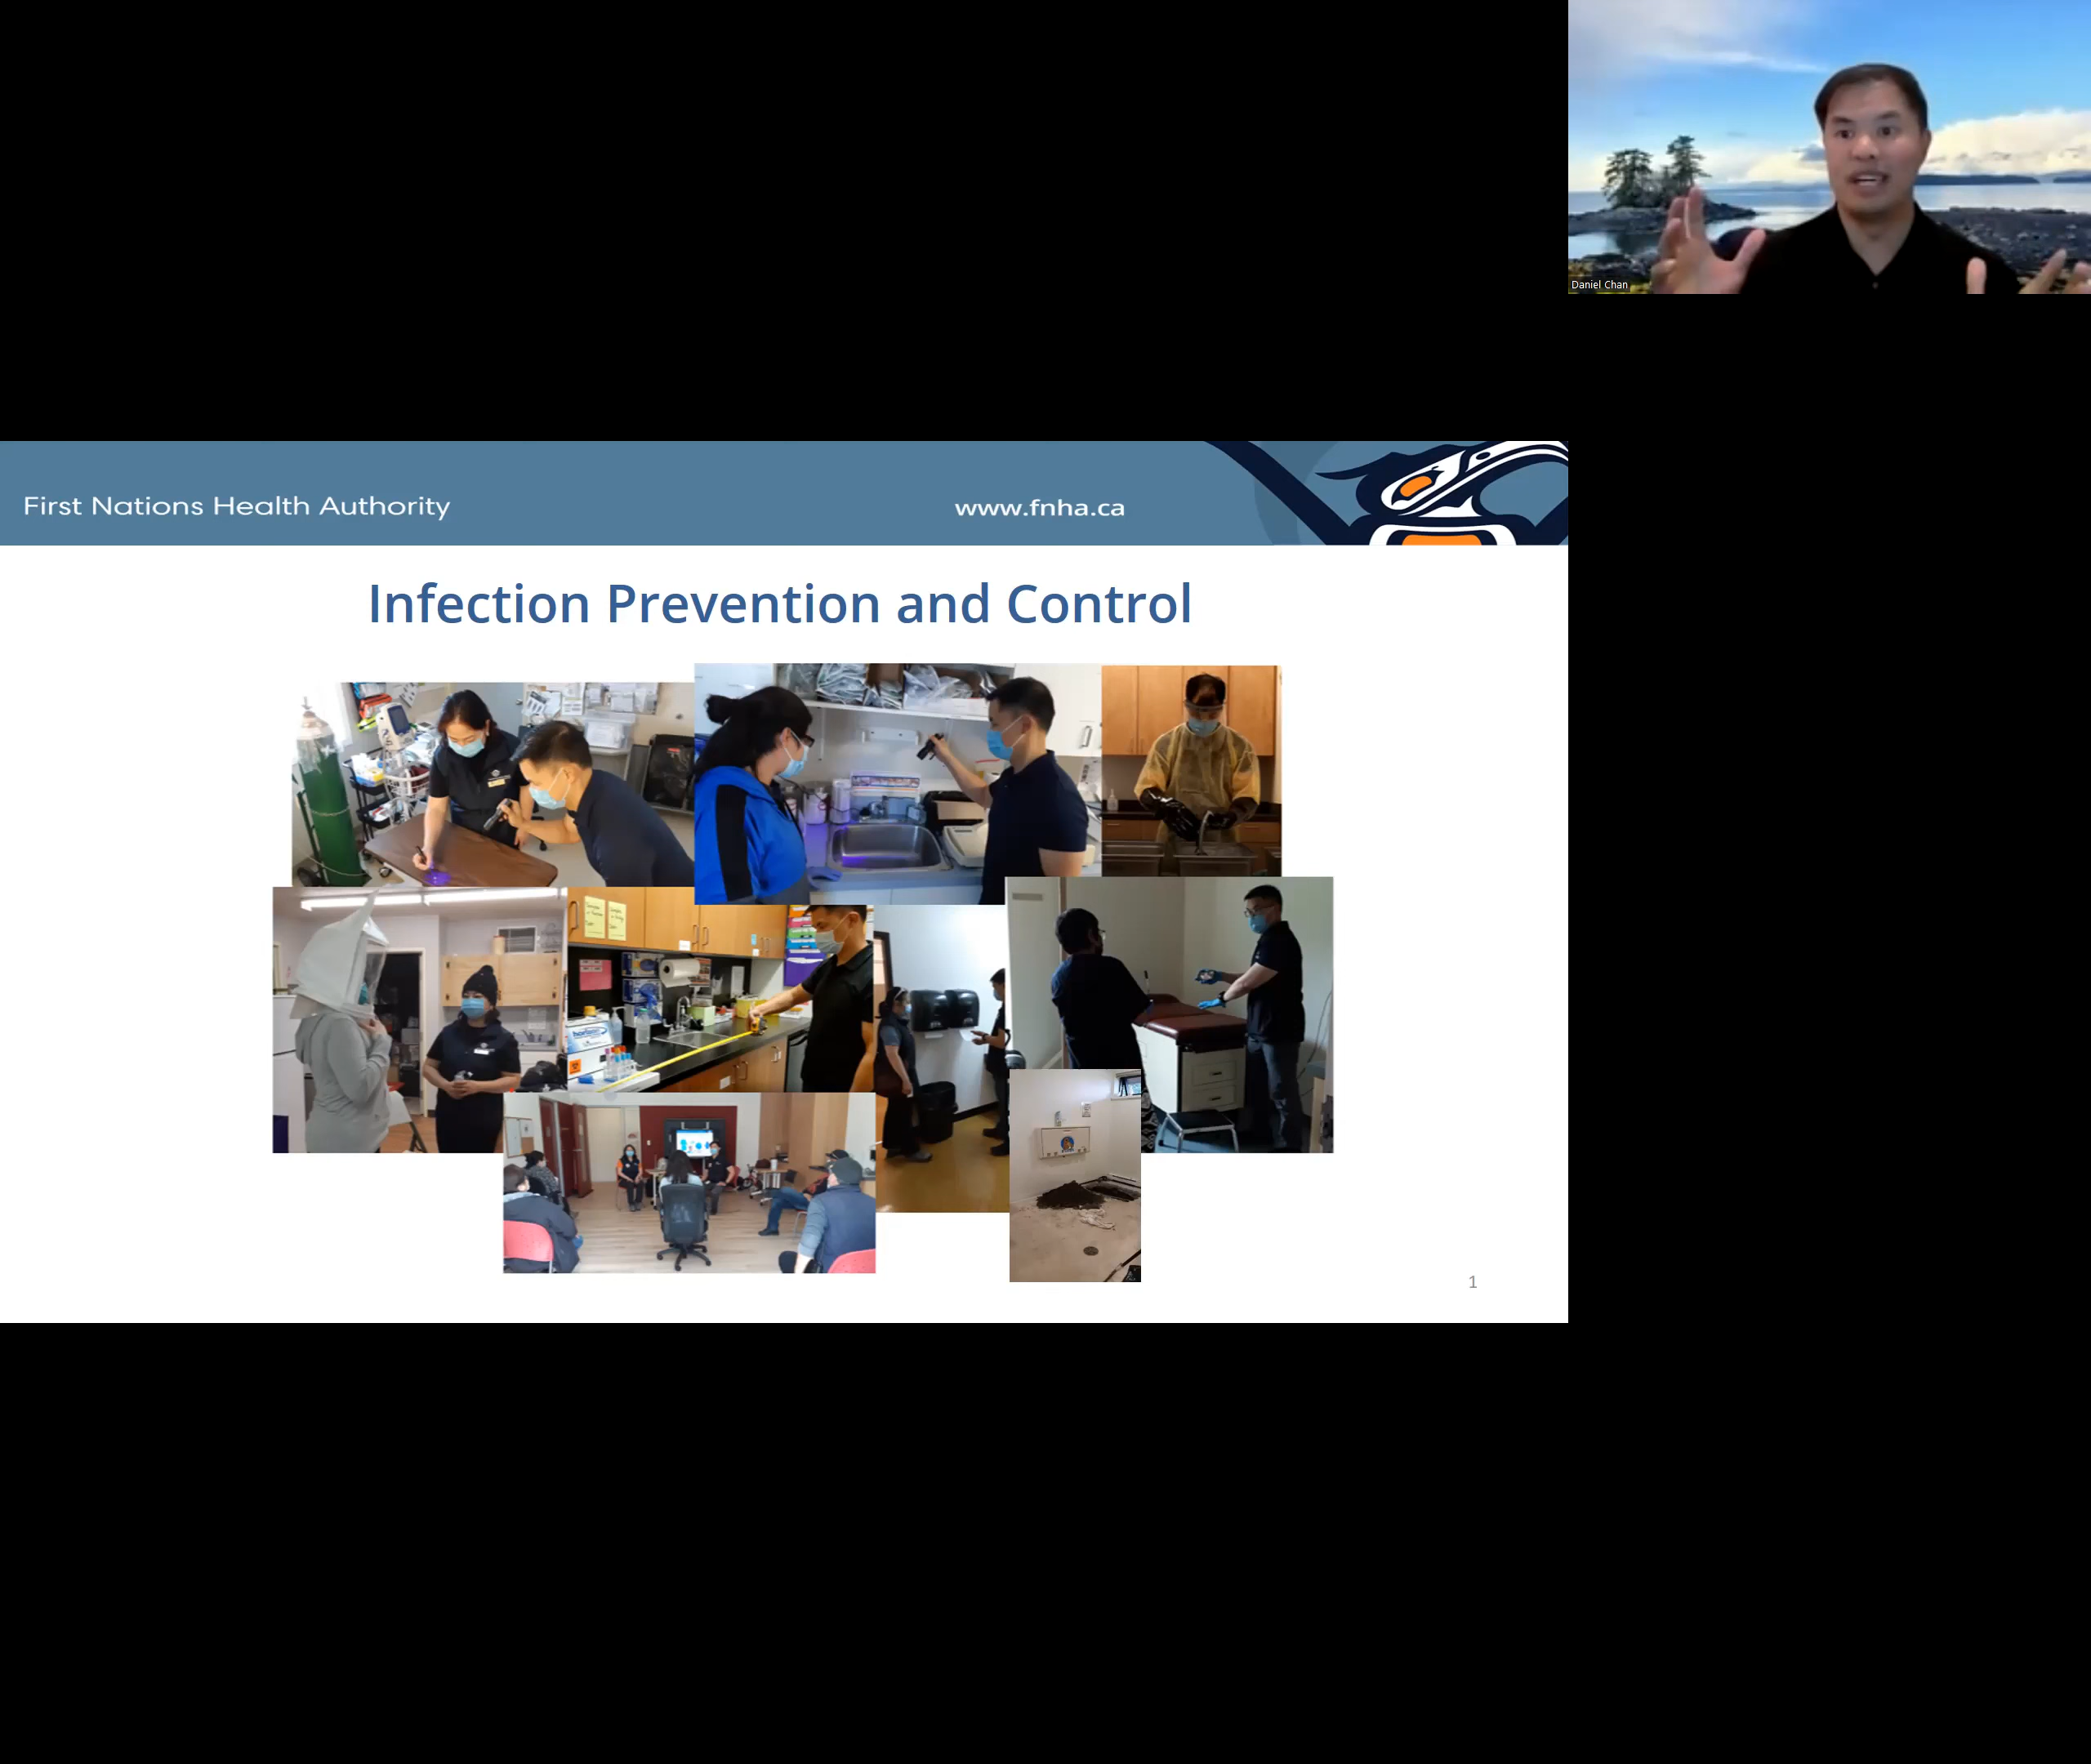 Daniel Chan
First Nations Health Authority
www.fnha.ca
Infection Prevention and Control
1